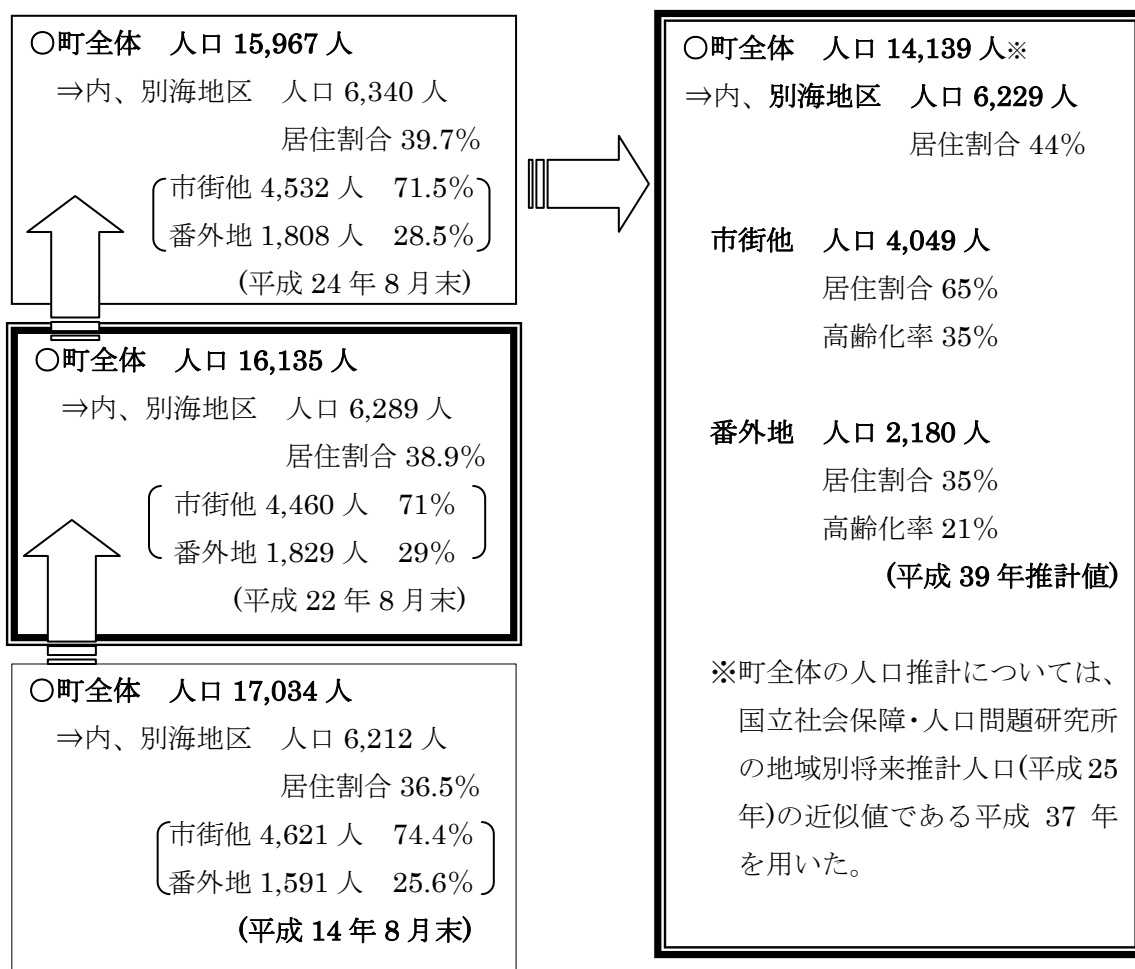 〇町全体　人口 15,967 人
⇒内、別海地区　人口 6,340 人
居住割合 39.7%
市街他 4,532 人　71.5%
番外地 1,808 人　28.5%
(平成 24 年 8 月末)
〇町全体　人口 16,135 人
⇒内、別海地区　人口 6,289 人
居住割合 38.9%
市街他 4,460 人　71%
番外地 1,829 人　29%
(平成 22 年 8 月末)
〇町全体　人口 17,034 人
⇒内、別海地区　人口 6,212 人
居住割合 36.5%
市街他 4,621 人　74.4%
番外地 1,591 人　25.6%
(平成 14 年 8 月末)
〇町全体　人口 14,139 人※
⇒内、別海地区　人口 6,229 人
居住割合 44%
市街他　人口 4,049 人
居住割合 65%
高齢化率 35%
番外地　人口 2,180 人
居住割合 35%
高齢化率 21%
(平成 39 年推計値)
※町全体の人口推計については、
国立社会保障・人口問題研究所
の地域別将来推計人口(平成 25
年)の近似値である平成 37 年
を用いた。